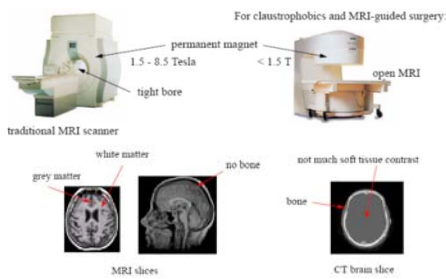 For claustrophobics and MRI-guided surgery:
permanent magnet
1.5 - 8.5 Tesla
< 1.5 T
tight bore
open MRI
traditional MRI scanner
white matter
grey matter
no bone
not much soft tissue contrast
bone
MRI slices
CT brain slice